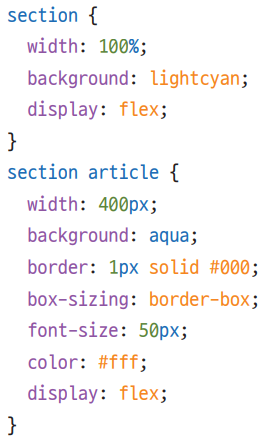 section {
  width: 100%;
  background: lightcyan;
  display: flex;
}
section article {
  width: 400px;
  background: aqua;
  border: 1px solid #000;
  box-sizing: border-box;
  font-size: 50px;
  color: #fff;
  display: flex;
}